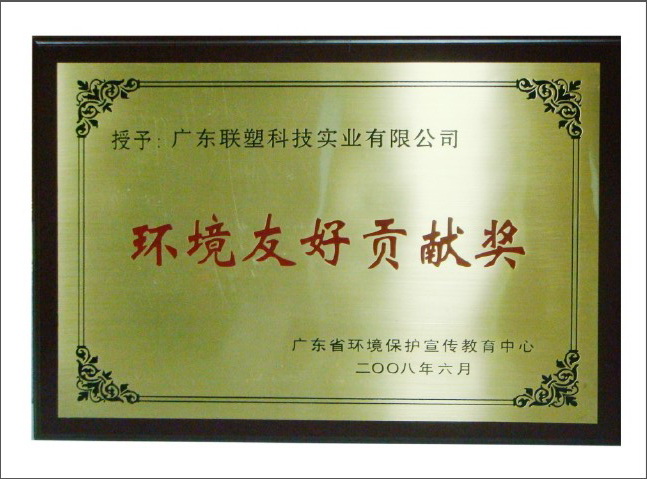 授予：广东联塑科技实业有限公司
环境友好贡献奖
广东省环境保护宣传教育中心
二〇〇八年六月